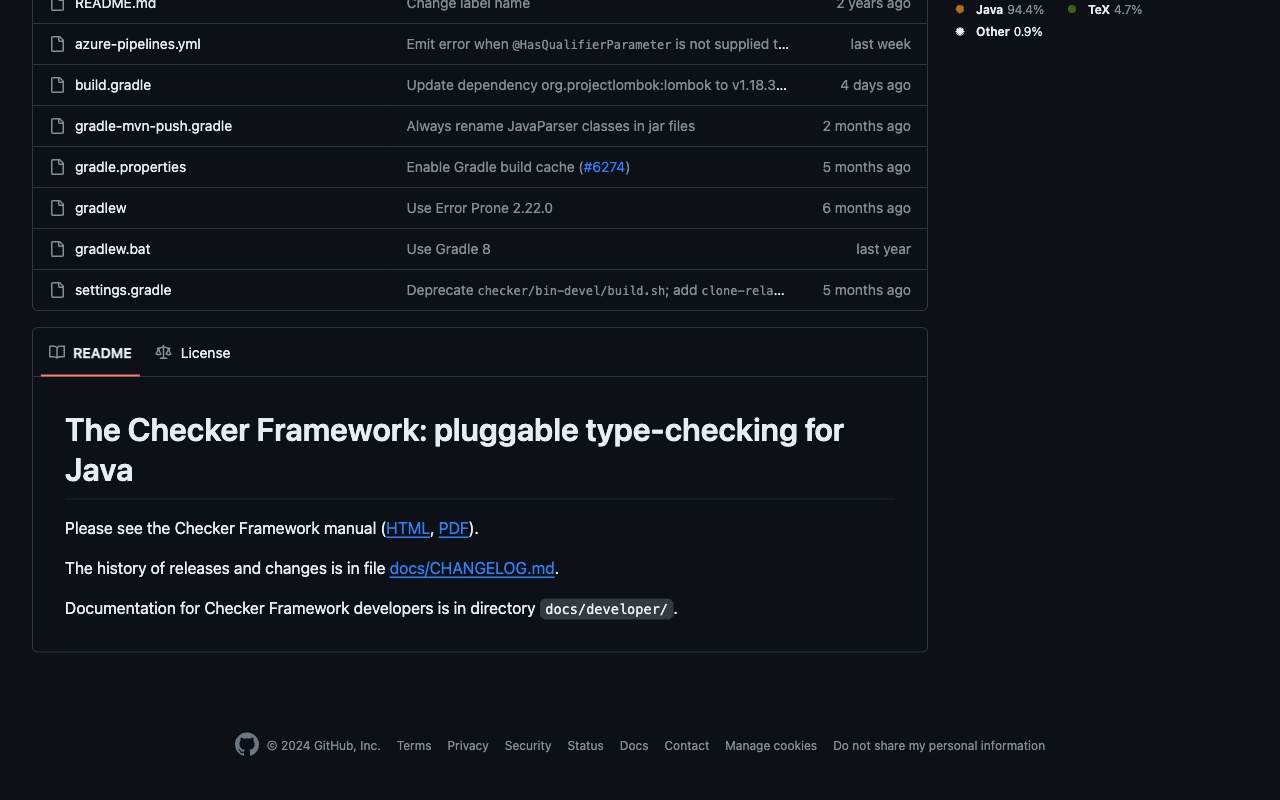 README.md Change label name 2 years ago
azure-pipelines.yml Emit error when @HasQualifierParameter is not supplied t... last week
build.gradle Update dependency org.projectlombok:lombok to v1.18.3... 4 days ago
gradle-mvn-push.gradle Always rename JavaParser classes in jar files 2 months ago
gradle.properties Enable Gradle build cache (#6274) 5 months ago
gradlew Use Error Prone 2.22.0 6 months ago
gradlew.bat Use Gradle 8 last year
settings.gradle Deprecate checker/bin-devel/build.sh; add clone-rela... 5 months ago
README License
The Checker Framework: pluggable type-checking for
Java
Please see the Checker Framework manual (HTML, PDF).
The history of releases and changes is in file docs/CHANGELOG.md.
Documentation for Checker Framework developers is in directory docs/developer/.
Java 94.4% TeX 4.7%
Other 0.9%
© 2024 GitHub, Inc. Terms Privacy Security Status Docs Contact Manage cookies Do not share my personal information